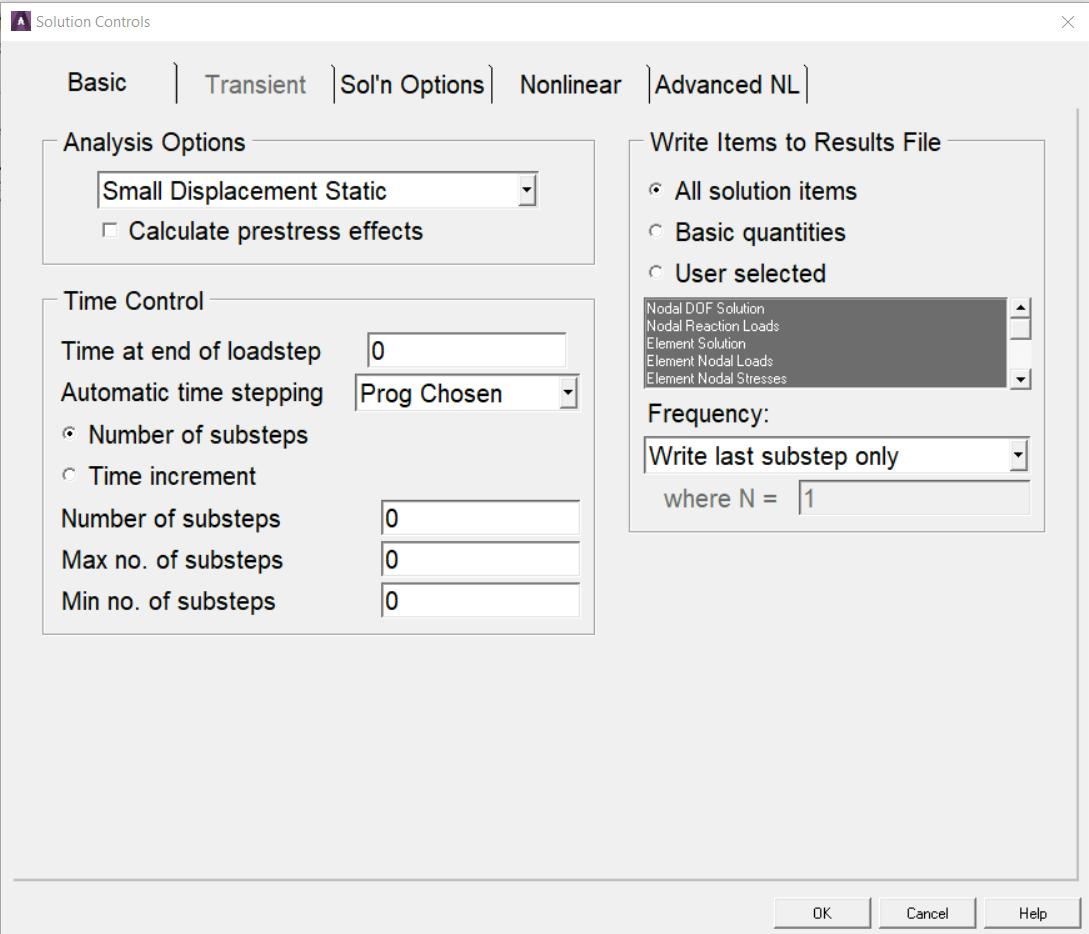 Solution Controls
Basic
Transient
Sol'n Options
Nonlinear
Advanced NL
Analysis Options
Small Displacement Static
Calculate prestress effects
Time Control
Time at end of loadstep 0
Automatic time stepping Prog Chosen
Number of substeps
Time increment
Number of substeps 0
Max no. of substeps 0
Min no. of substeps 0
Write Items to Results File
All solution items
Basic quantities
User selected
Nodal DOF Solution
Nodal Reaction Loads
Element Solution
Element Nodal Loads
Element Nodal Stresses
Frequency:
Write last substep only
where N = 1
OK
Cancel
Help